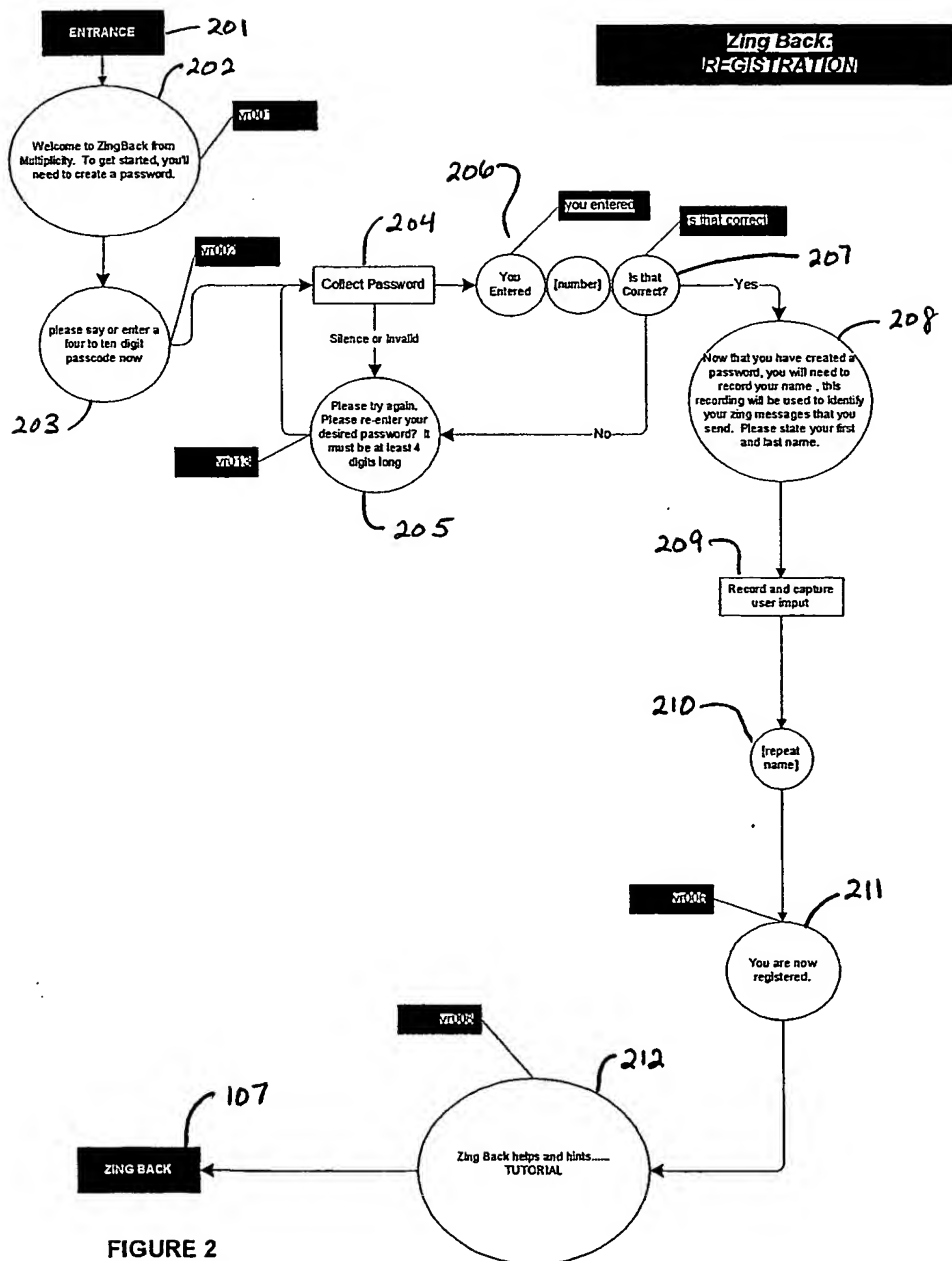 ENTRANCE
201
Zing Back:
REGISTRATION
202
vr001
Welcome to ZingBack from
Multiplicity. To get started, you'll
need to create a password.
vr002
please say or enter a
four to ten digit
passcode now
203
204
Collect Password
Silence or Invalid
206
you entered
You
Entered
[number]
is that correct
Is that
Correct?
207
Yes
No
Please try again.
Please re-enter your
desired password? It
must be at least 4
digits long
vr013
205
208
Now that you have created a
password, you will need to
record your name , this
recording will be used to identify
your zing messages that you
send. Please state your first
and last name.
209
Record and capture
user imput
210
[repeat
name]
211
You are now
registered.
212
Zing Back helps and hints......
TUTORIAL
107
ZING BACK
FIGURE 2